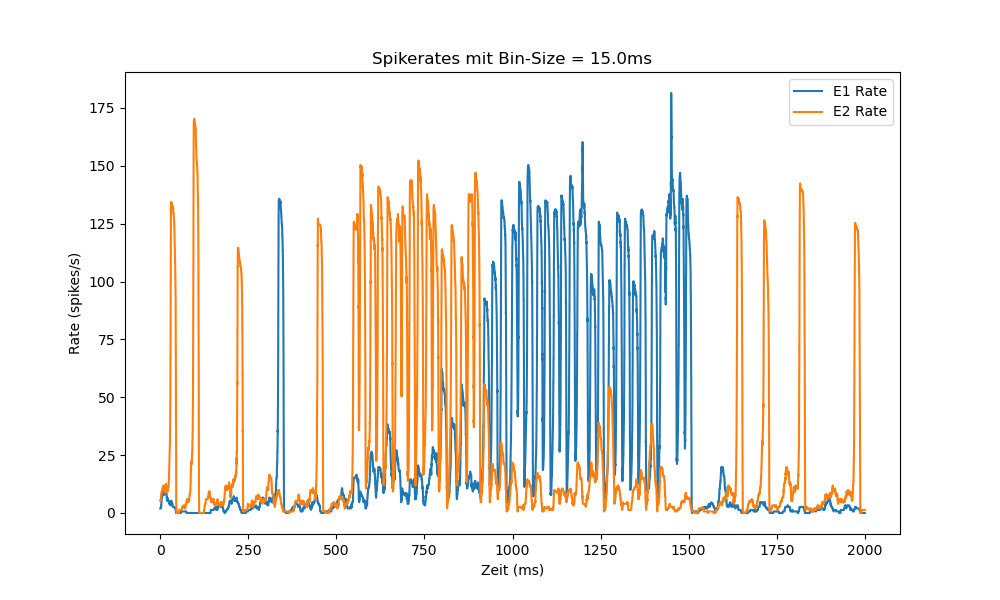 Spikerates mit Bin-Size = 15.0ms
E1 Rate
E2 Rate
175
150
125
100
75
50
25
0
Rate (spikes/s)
0 250 500 750 1000 1250 1500 1750 2000
Zeit (ms)